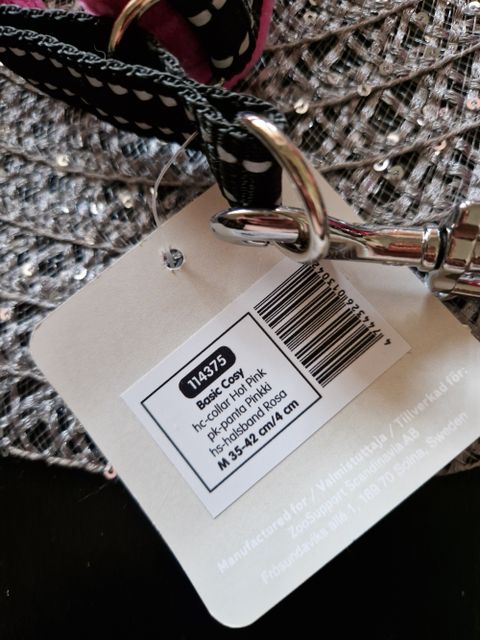 114375
Basic Cosy
hc-collar Hot Pink
pk-panta Pinkki
hs-halsband Rosa
M 35-42 cm/4 cm
Manufactured for / Valmistuttala / Tillverkad för:
ZooSupport Scandinavia AB
Frösundaviks allé 1, 169 70 Solna, Sweden